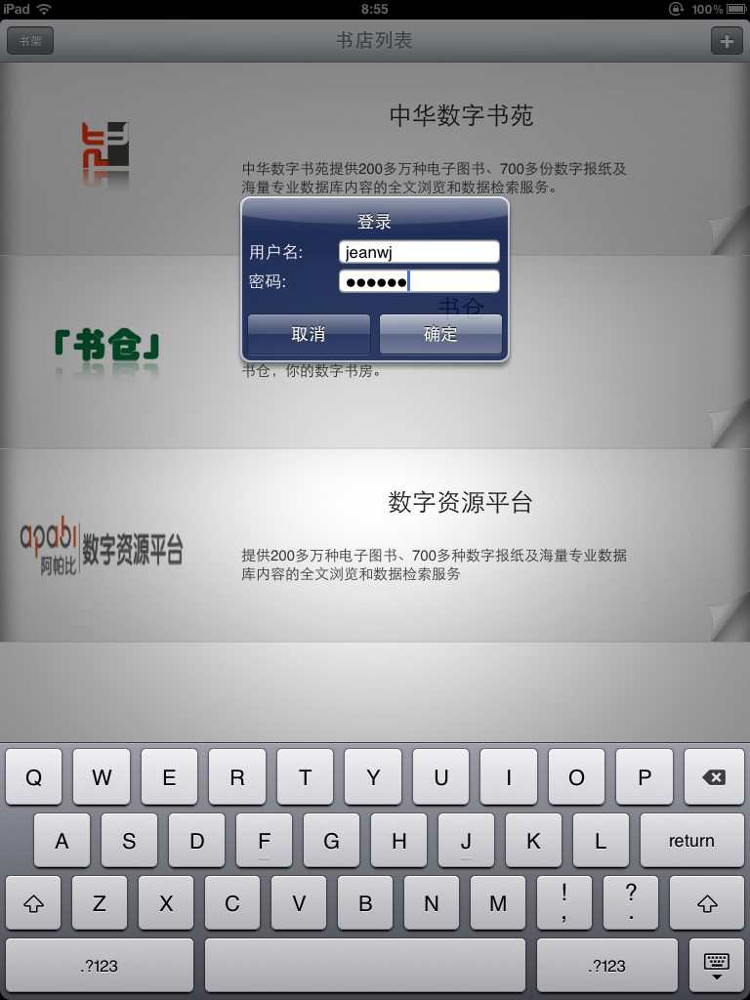 iPad 8:55 100%
书架 书店列表 +
中华数字书苑
中华数字书苑提供200多万种电子图书、700多份数字报纸及
海量专业数据库内容的全文浏览和数据检索服务。
登录
用户名: jeanwj
密码: ●●●●●●
取消 确定
「书仓」
书仓
书仓，你的数字书房。
数字资源平台
apabi
阿帕比
数字资源平台
提供200多万种电子图书、700多种数字报纸及海量专业数据
库内容的全文浏览和数据检索服务
Q W E R T Y U I O P
A S D F G H J K L return
Z X C V B N M ! , ? .
.?123 .?123